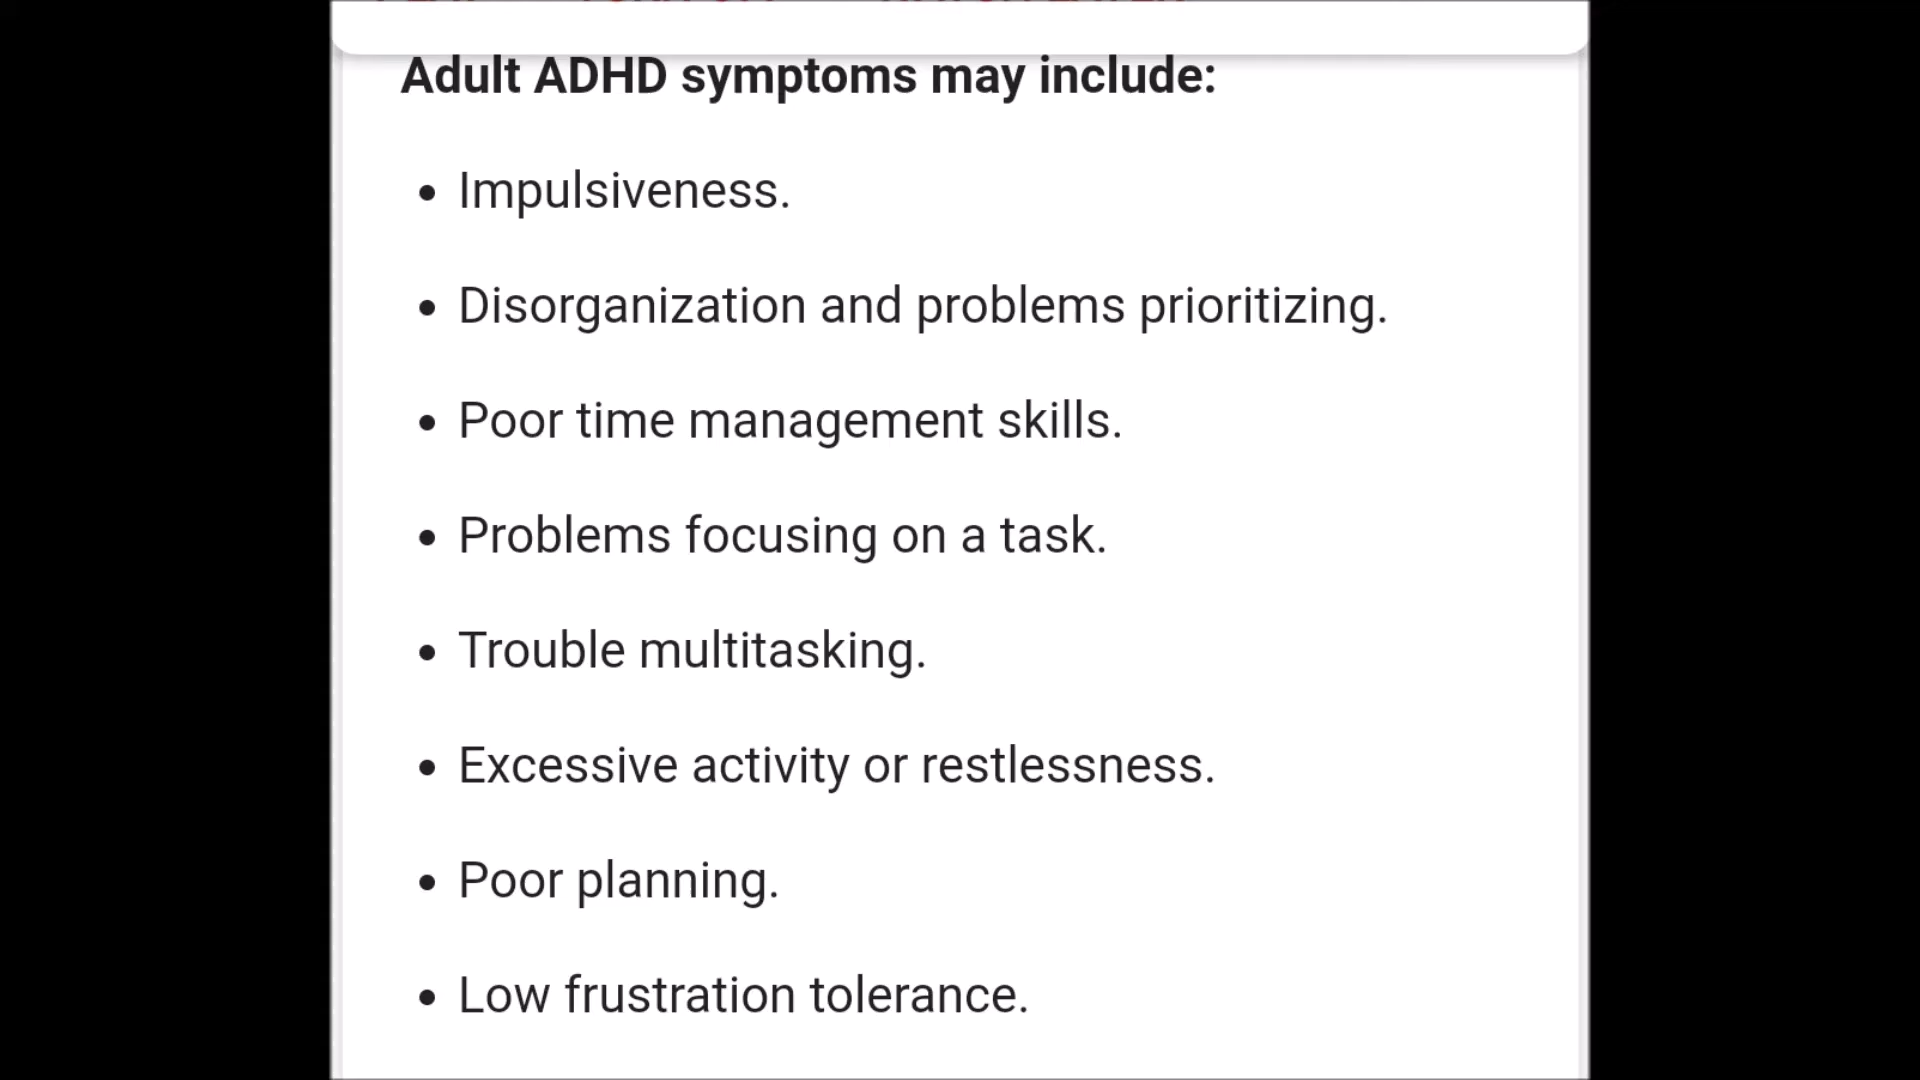 Adult ADHD symptoms may include:
• Impulsiveness.
• Disorganization and problems prioritizing.
• Poor time management skills.
• Problems focusing on a task.
• Trouble multitasking.
• Excessive activity or restlessness.
• Poor planning.
• Low frustration tolerance.